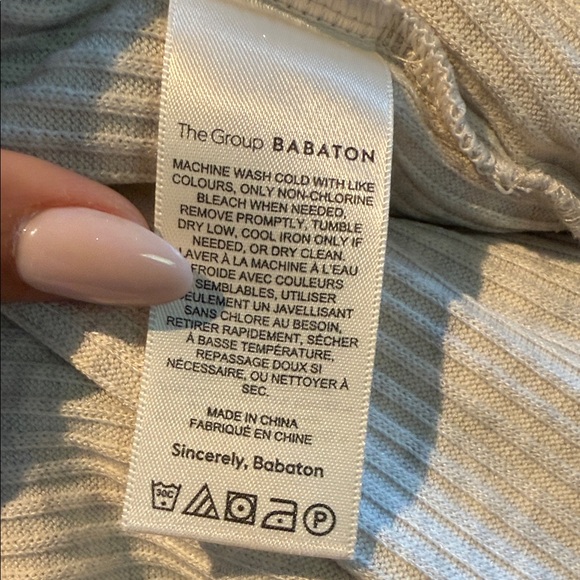 The Group BABATON
MACHINE WASH COLD WITH LIKE
COLOURS, ONLY NON-CHLORINE
BLEACH WHEN NEEDED,
REMOVE PROMPTLY, TUMBLE
DRY LOW, COOL IRON ONLY IF
NEEDED, OR DRY CLEAN.
LAVER À LA MACHINE À L'EAU
FROIDE AVEC COULEURS
SEMBLABLES, UTILISER
SEULEMENT UN JAVELLISANT
SANS CHLORE AU BESOIN,
RETIRER RAPIDEMENT, SÉCHER
À BASSE TEMPÉRATURE,
REPASSAGE DOUX SI
NÉCESSAIRE, OU NETTOYER À
SEC.
MADE IN CHINA
FABRIQUÉ EN CHINE
Sincerely, Babaton
30C P